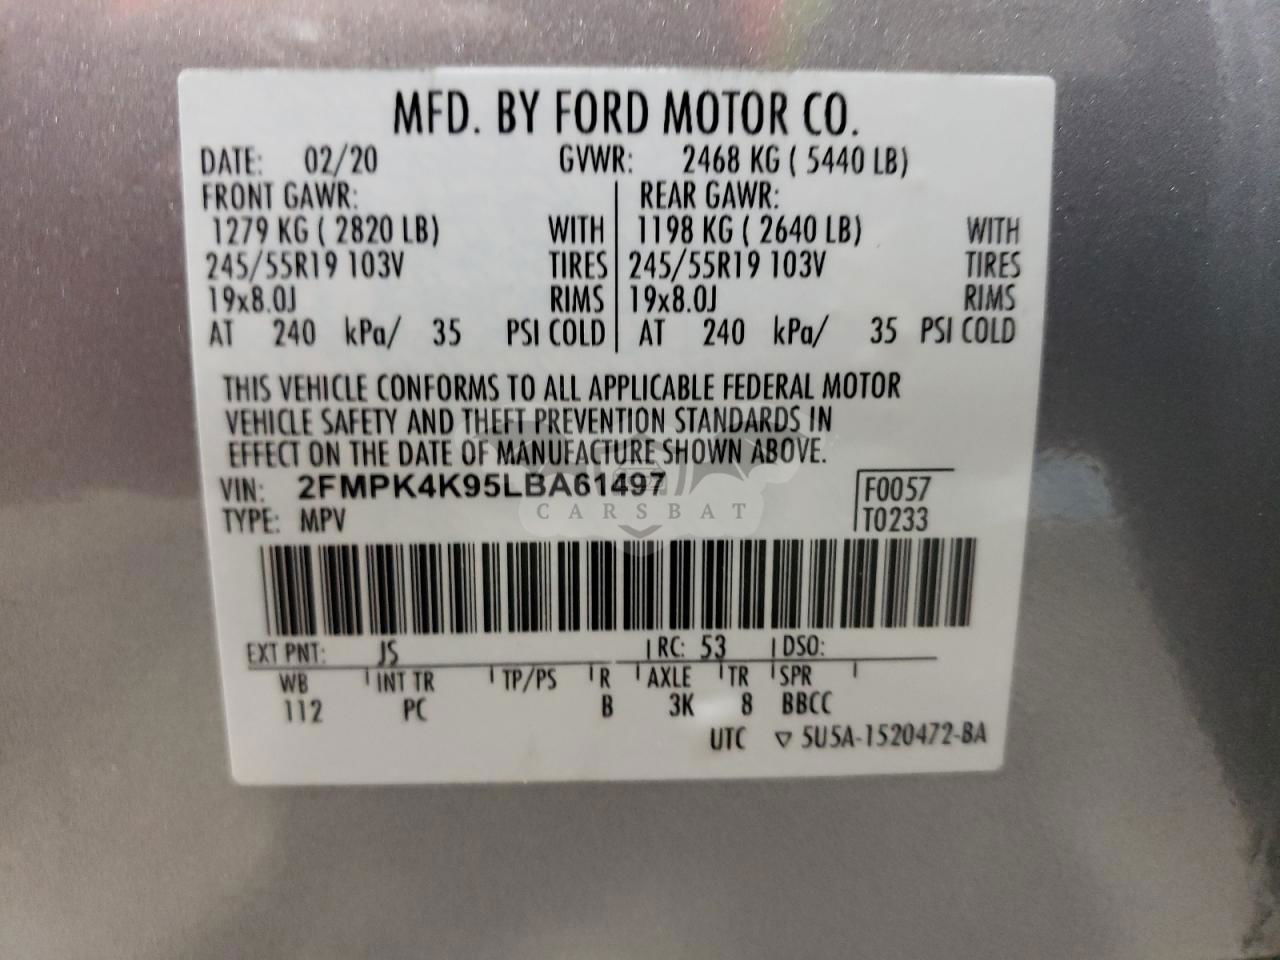 MFD. BY FORD MOTOR CO.
DATE: 02/20 GVWR: 2468 KG ( 5440 LB)
FRONT GAWR: REAR GAWR:
1279 KG ( 2820 LB) WITH 1198 KG ( 2640 LB) WITH
245/55R19 103V TIRES 245/55R19 103V TIRES
19x8.0J RIMS 19x8.0J RIMS
AT 240 kPa/ 35 PSI COLD AT 240 kPa/ 35 PSI COLD
THIS VEHICLE CONFORMS TO ALL APPLICABLE FEDERAL MOTOR
VEHICLE SAFETY AND THEFT PREVENTION STANDARDS IN
EFFECT ON THE DATE OF MANUFACTURE SHOWN ABOVE.
VIN: 2FMPK4K95LBA61497 F0057
TYPE: MPV T0233
CARSBAT
EXT PNT: JS RC: 53 DSO:
WB INT TR TP/PS R AXLE TR SPR
112 PC B 3K 8 BBCC
UTC ▽ 5U5A-1520472-BA